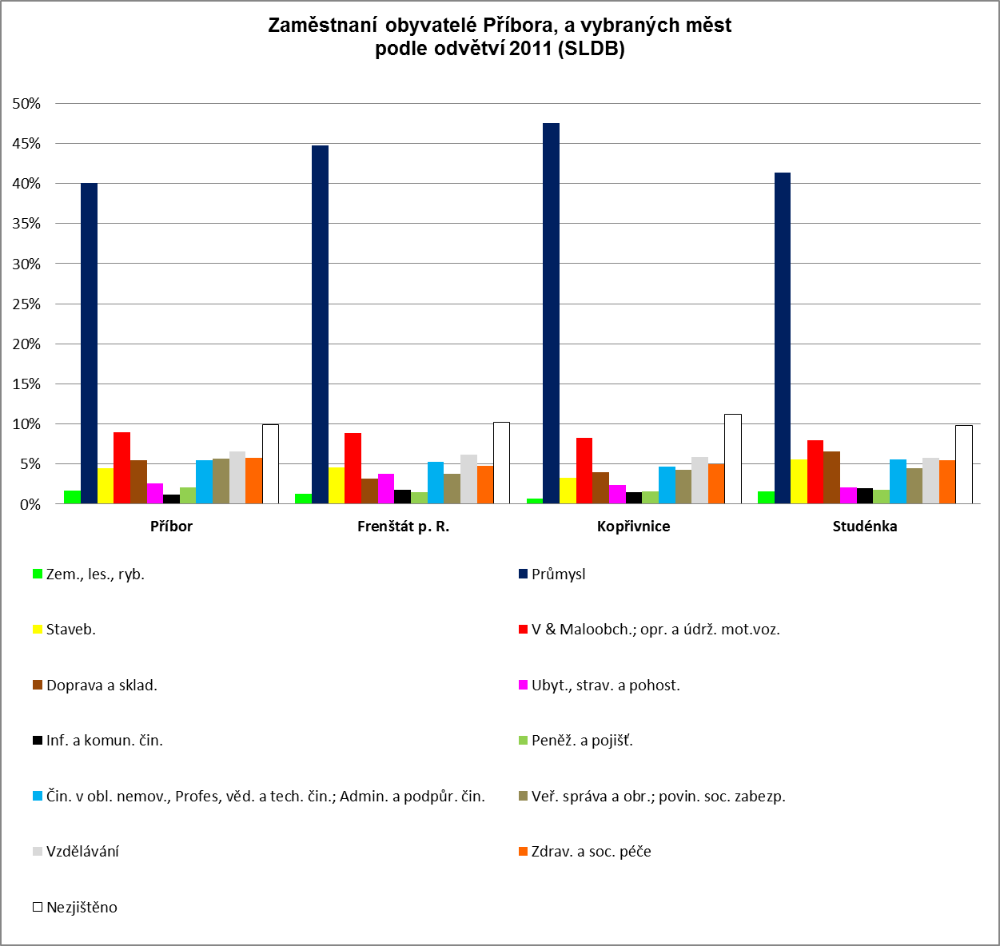 Zaměstnaní obyvatelé Příbora, a vybraných měst
podle odvětví 2011 (SLDB)
50%
45%
40%
35%
30%
25%
20%
15%
10%
5%
0%
Příbor Frenštát p. R. Kopřivnice Studénka
Zem., les., ryb. Průmysl
Staveb. V & Maloobch.; opr. a údrž. mot.voz.
Doprava a sklad. Ubyt., strav. a pohost.
Inf. a komun. čin. Peněž. a pojišť.
Čin. v obl. nemov., Profes, věd. a tech. čin.; Admin. a podpůr. čin. Veř. správa a obr.; povin. soc. zabezp.
Vzdělávání Zdrav. a soc. péče
Nezjištěno